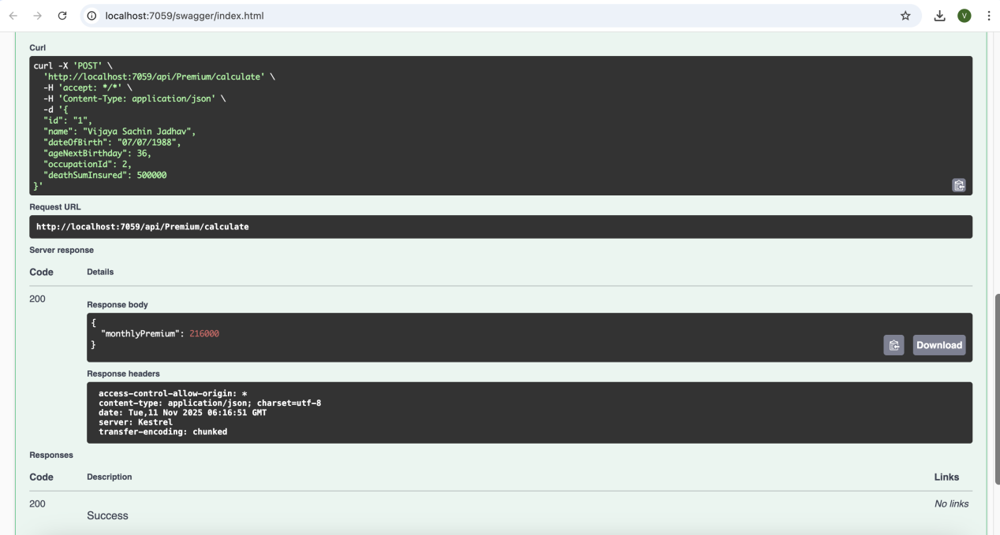 localhost:7059/swagger/index.html
V
Curl
curl -X 'POST' \
'http://localhost:7059/api/Premium/calculate' \
-H 'accept: */*' \
-H 'Content-Type: application/json' \
-d '{
"id": "1",
"name": "Vijaya Sachin Jadhav",
"dateOfBirth": "07/07/1988",
"ageNextBirthday": 36,
"occupationId": 2,
"deathSumInsured": 500000
}'
Request URL
http://localhost:7059/api/Premium/calculate
Server response
Code Details
200
Response body
{
"monthlyPremium": 216000
}
Download
Response headers
access-control-allow-origin: *
content-type: application/json; charset=utf-8
date: Tue,11 Nov 2025 06:16:51 GMT
server: Kestrel
transfer-encoding: chunked
Responses
Code Description Links
200 No links
Success